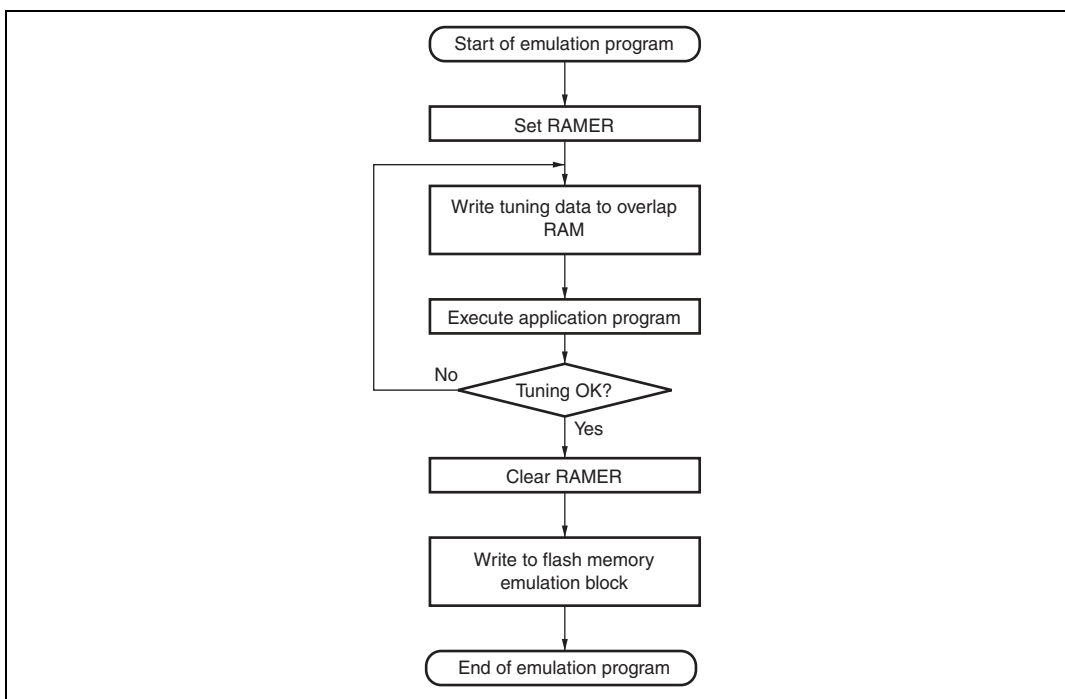 Start of emulation program
Set RAMER
Write tuning data to overlap
RAM
Execute application program
No
Tuning OK?
Yes
Clear RAMER
Write to flash memory
emulation block
End of emulation program